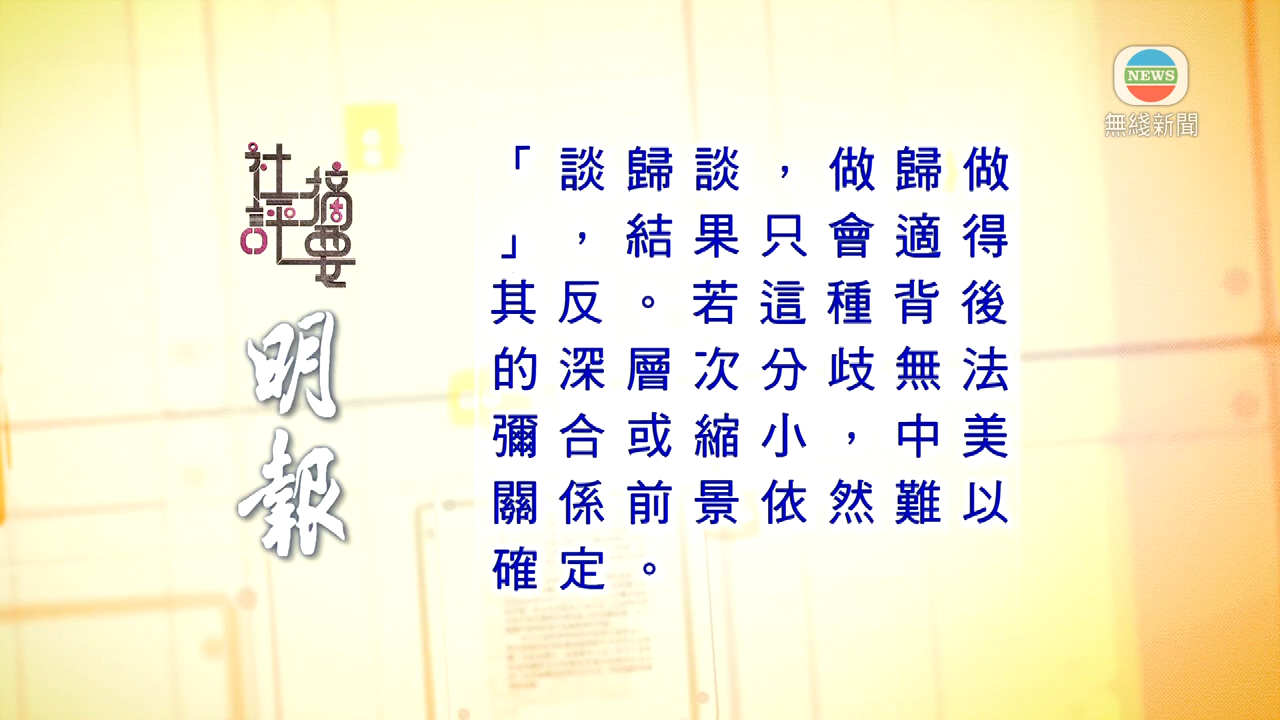 NEWS
無綫新聞
社評
摘要
明報
「談歸談，做歸做
」，結果只會適得
其反。若這種背後
的深層次分歧無法
彌合或縮小，中美
關係前景依然難以
確定。